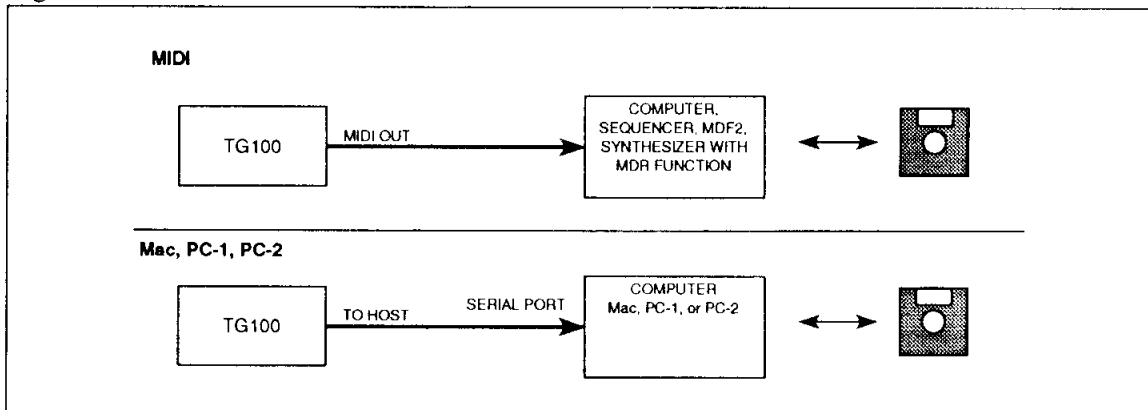 MIDI
TG100
MIDI OUT
COMPUTER,
SEQUENCER, MDF2,
SYNTHESIZER WITH
MDR FUNCTION
Mac, PC-1, PC-2
TG100
TO HOST
SERIAL PORT
COMPUTER
Mac, PC-1, or PC-2